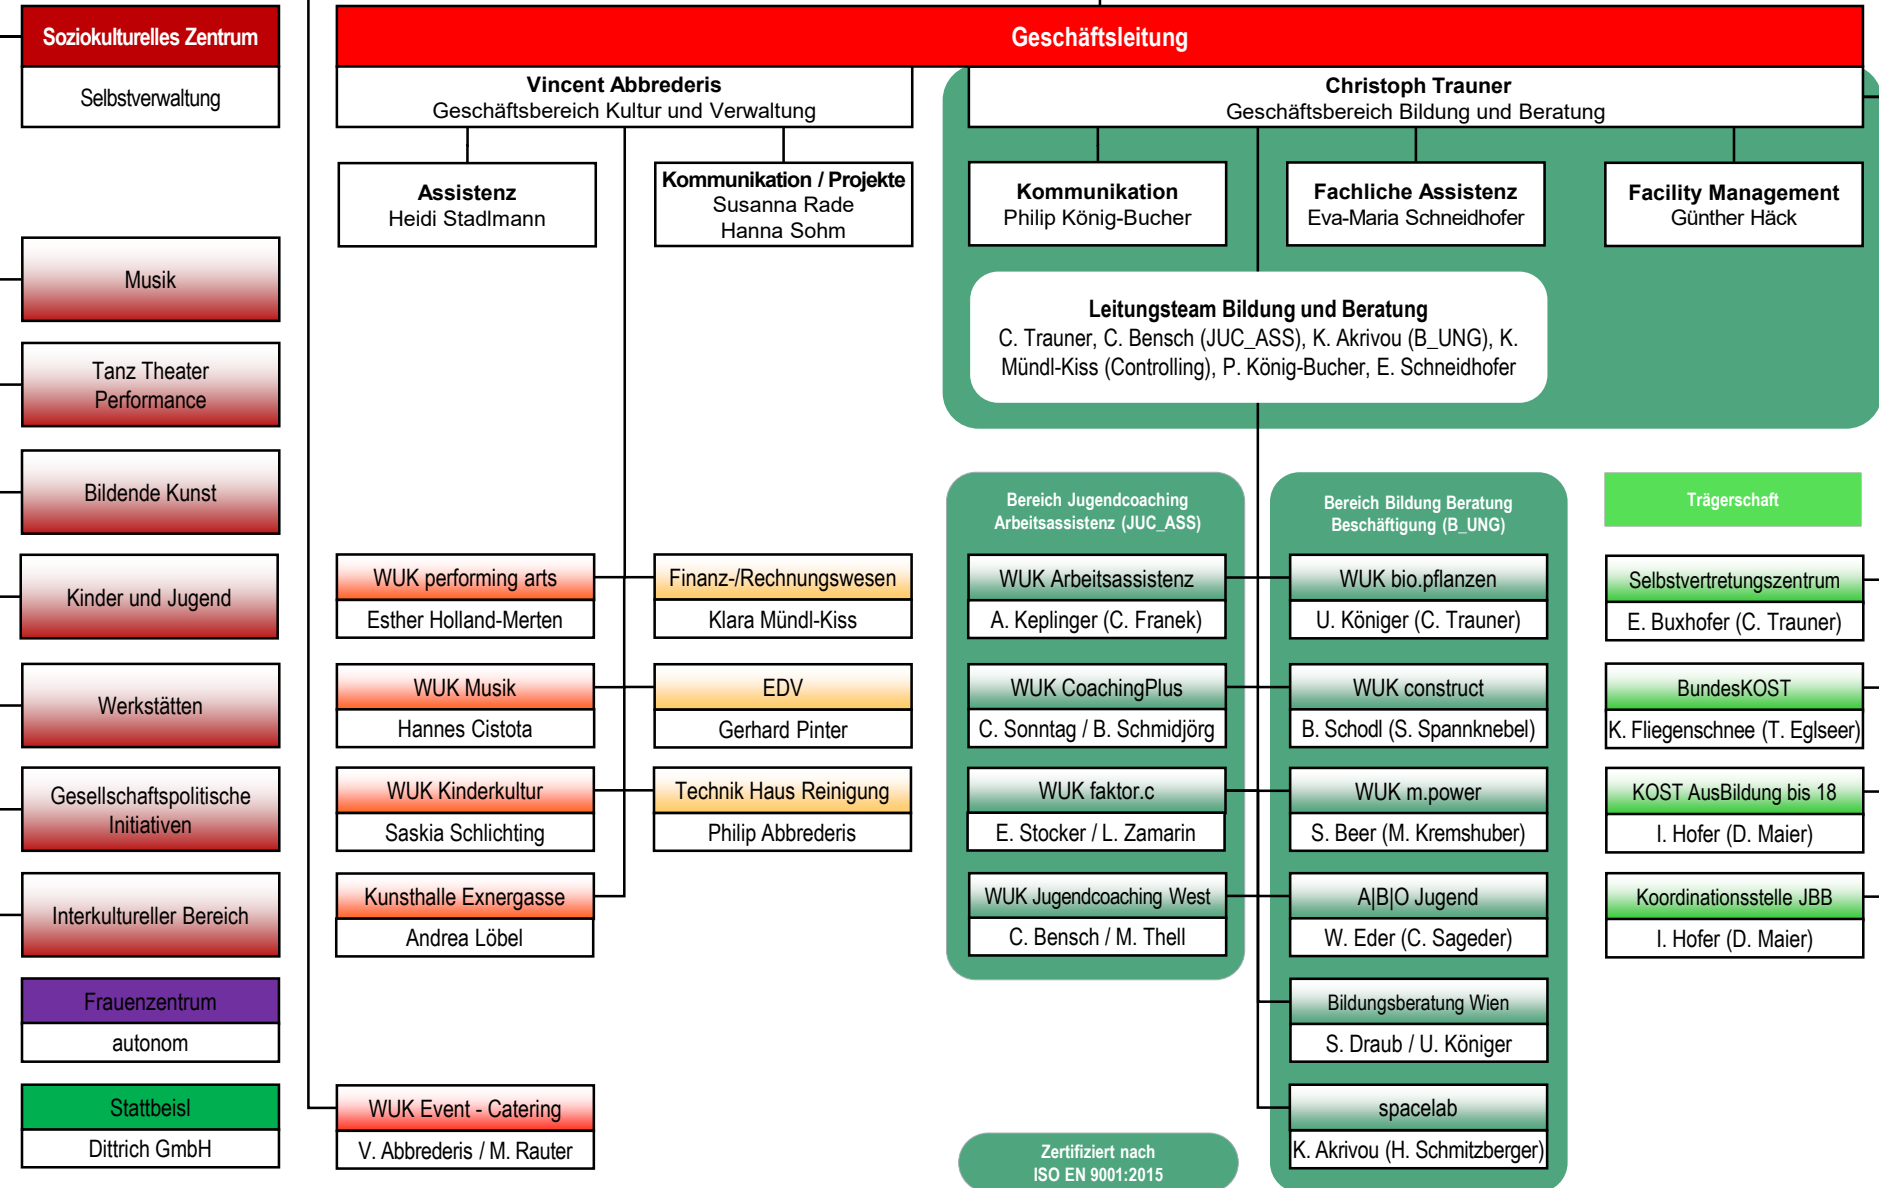 Soziokulturelles Zentrum
Selbstverwaltung
Musik
Tanz Theater
Performance
Bildende Kunst
Kinder und Jugend
Werkstätten
Gesellschaftspolitische
Initiativen
Interkultureller Bereich
Frauenzentrum
autonom
Stattbeisl
Dittrich GmbH
Geschäftsleitung
Vincent Abbrederis
Geschäftsbereich Kultur und Verwaltung
Assistenz
Heidi Stadlmann
Kommunikation / Projekte
Susanna Rade
Hanna Sohm
WUK performing arts
Esther Holland-Merten
WUK Musik
Hannes Cistota
WUK Kinderkultur
Saskia Schlichting
Kunsthalle Exnergasse
Andrea Löbel
Finanz-/Rechnungswesen
Klara Mündl-Kiss
EDV
Gerhard Pinter
Technik Haus Reinigung
Philip Abbrederis
WUK Event - Catering
V. Abbrederis / M. Rauter
Christoph Trauner
Geschäftsbereich Bildung und Beratung
Kommunikation
Philip König-Bucher
Fachliche Assistenz
Eva-Maria Schneidhofer
Facility Management
Günther Häck
Leitungsteam Bildung und Beratung
C. Trauner, C. Bensch (JUC_ASS), K. Akrivou (B_UNG), K.
Mündl-Kiss (Controlling), P. König-Bucher, E. Schneidhofer
Bereich Jugendcoaching
Arbeitsassistenz (JUC_ASS)
WUK Arbeitsassistenz
A. Keplinger (C. Franek)
WUK CoachingPlus
C. Sonntag / B. Schmidjörg
WUK faktor.c
E. Stocker / L. Zamarin
WUK Jugendcoaching West
C. Bensch / M. Thell
Bereich Bildung Beratung
Beschäftigung (B_UNG)
WUK bio.pflanzen
U. Königer (C. Trauner)
WUK construct
B. Schodl (S. Spannknebel)
WUK m.power
S. Beer (M. Kremshuber)
A|B|O Jugend
W. Eder (C. Sageder)
Bildungsberatung Wien
S. Draub / U. Königer
spacelab
K. Akrivou (H. Schmitzberger)
Trägerschaft
Selbstvertretungszentrum
E. Buxhofer (C. Trauner)
BundesKOST
K. Fliegenschnee (T. Eglseer)
KOST AusBildung bis 18
I. Hofer (D. Maier)
Koordinationsstelle JBB
I. Hofer (D. Maier)
Zertifiziert nach
ISO EN 9001:2015